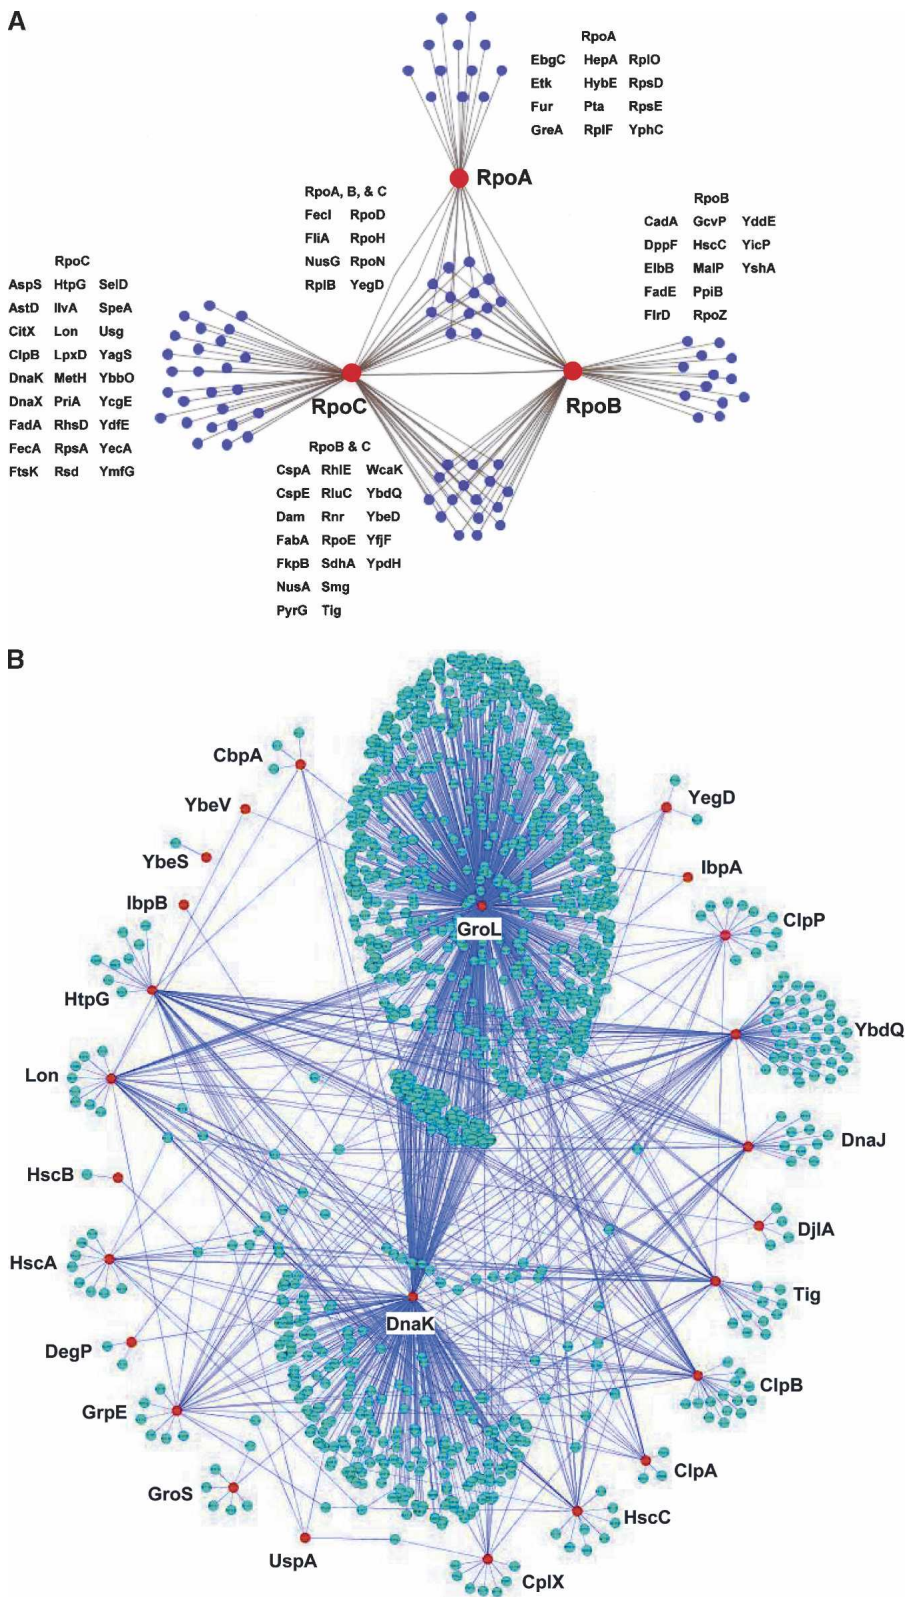 A
RpoA
EbgC HepA RplO
Etk HybE RpsD
Fur Pta RpsE
GreA RplF YphC
RpoA
RpoA, B, & C
FecI RpoD
FliA RpoH
NusG RpoN
RplB YegD
RpoB
CadA GcvP YddE
DppF HscC YicP
ElbB MalP YshA
FadE PpiB
FlrD RpoZ
RpoC
AspS HtpG SelD
AstD IlvA SpeA
CitX Lon Usg
ClpB LpxD YagS
DnaK MetH YbbO
DnaX PriA YcgE
FadA RhsD YdfE
FecA RpsA YecA
FtsK Rsd YmfG
RpoC
RpoB
RpoB & C
CspA RhlE WcaK
CspE RluC YbdQ
Dam Rnr YbeD
FabA RpoE YfjF
FkpB SdhA YpdH
NusA Smg
PyrG Tig
B
CbpA
YbeV
YbeS
IbpB
HtpG
Lon
HscB
HscA
DegP
GrpE
GroS
UspA
GroL
DnaK
YegD
IbpA
ClpP
YbdQ
DnaJ
DjlA
Tig
ClpB
ClpA
HscC
CplX